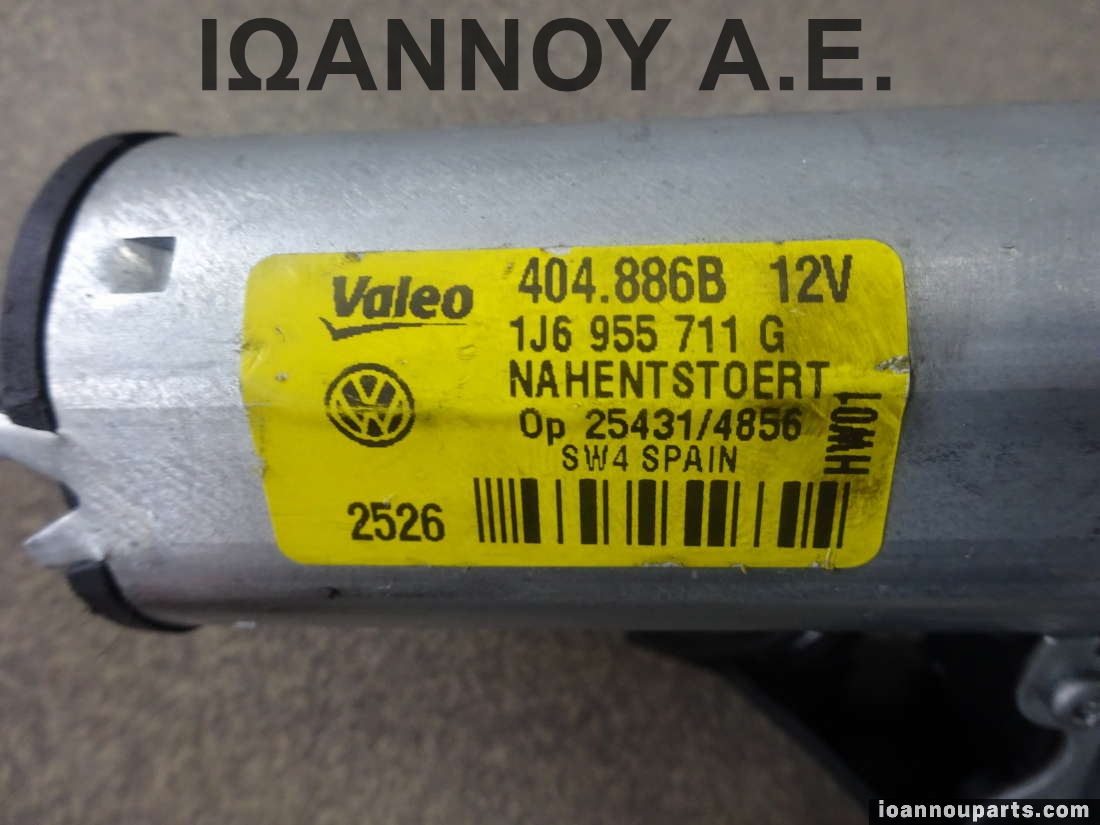 ΙΩΑΝΝΟΥ Α.Ε.
Valeo 404.886B 12V
1J6 955 711 G
NAHENTSTOERT
Op 25431/4856
SW4 SPAIN
HW01
2526
ioannouparts.com